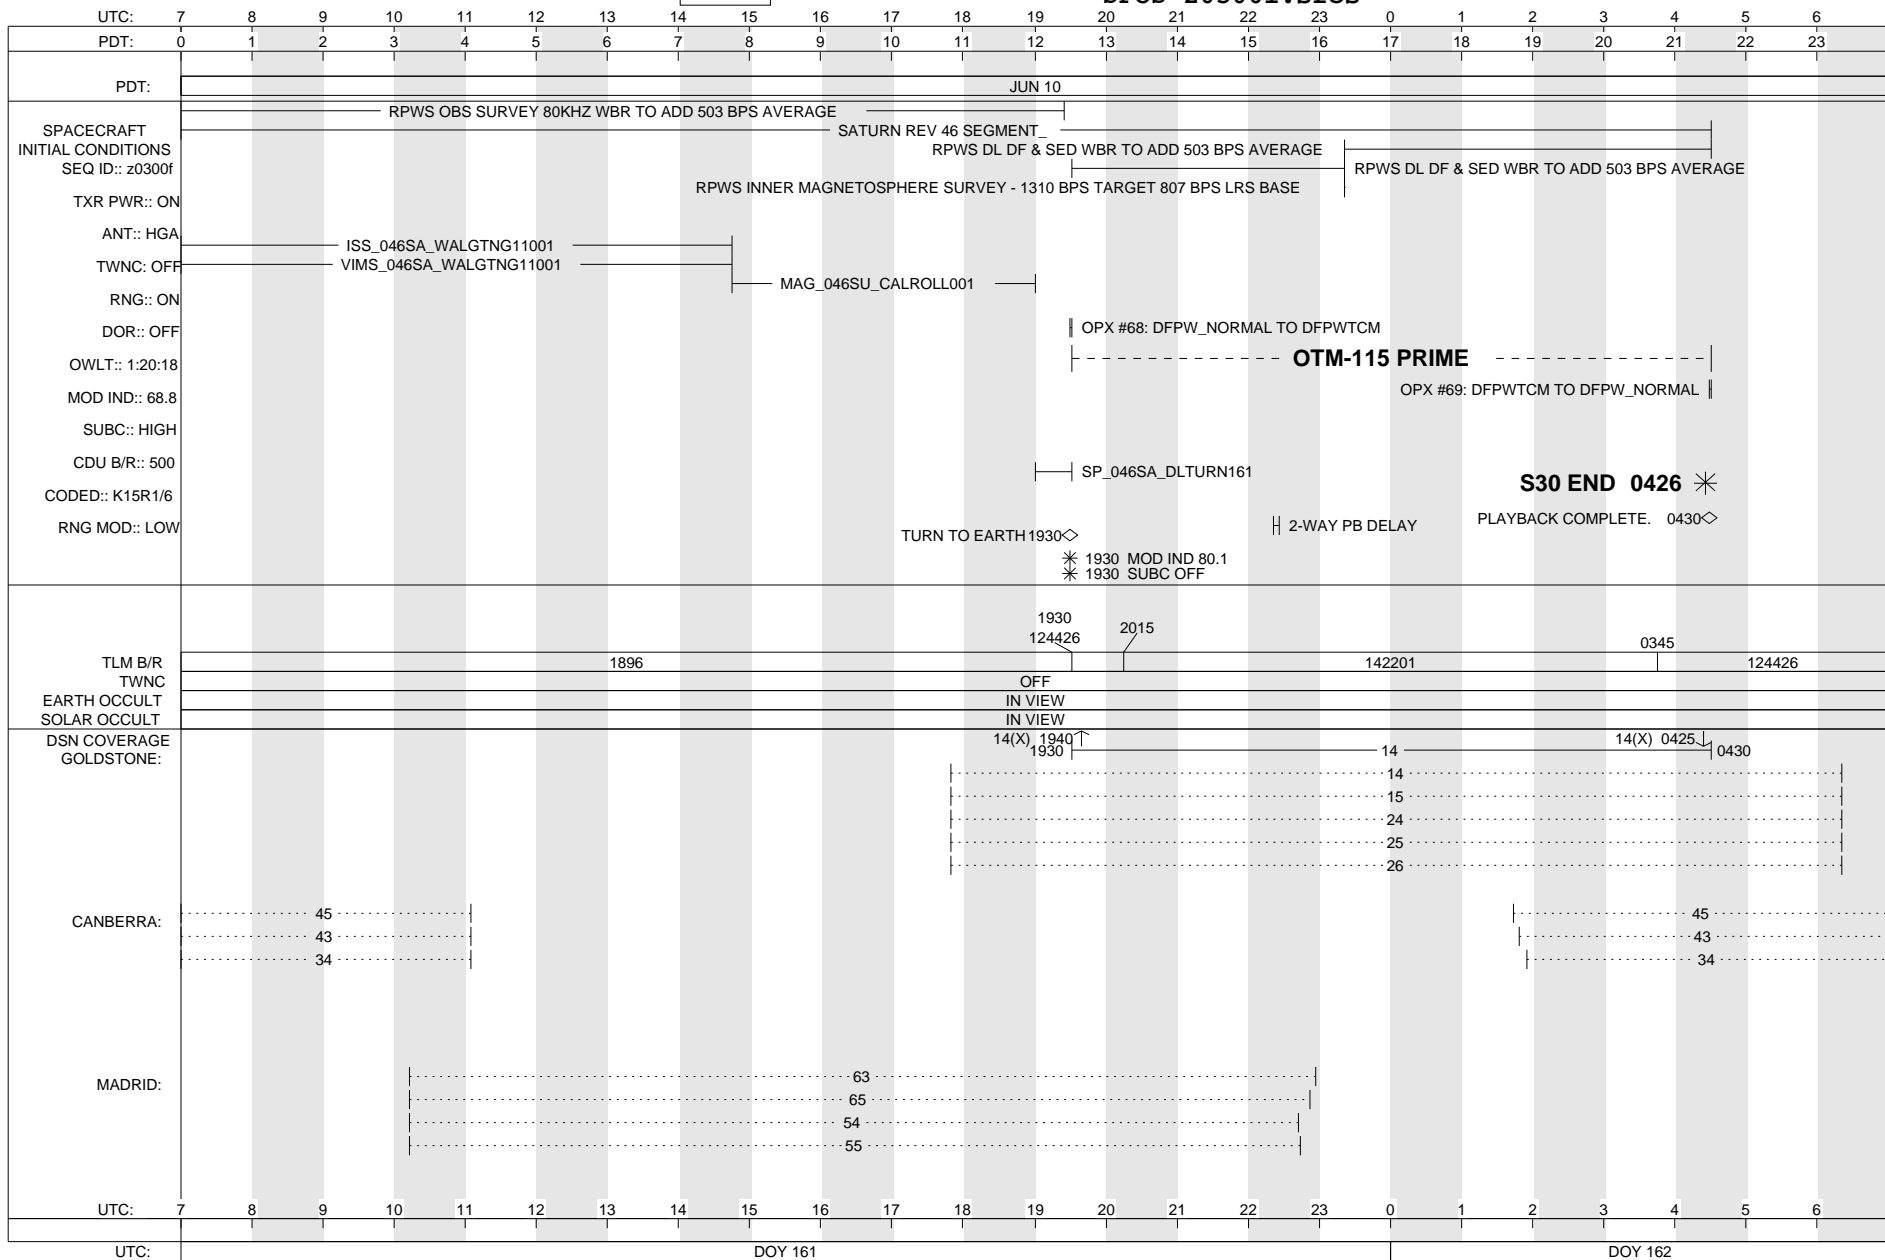 UTC: 7 8 9 10 11 12 13 14 15 16 17 18 19 20 21 22 23 0 1 2 3 4 5 6
PDT: 0 1 2 3 4 5 6 7 8 9 10 11 12 13 14 15 16 17 18 19 20 21 22 23
PDT: JUN 10
RPWS OBS SURVEY 80KHZ WBR TO ADD 503 BPS AVERAGE
SPACECRAFT
SATURN REV 46 SEGMENT_
INITIAL CONDITIONS
RPWS DL DF & SED WBR TO ADD 503 BPS AVERAGE
SEQ ID:: z0300f
RPWS DL DF & SED WBR TO ADD 503 BPS AVERAGE
RPWS INNER MAGNETOSPHERE SURVEY - 1310 BPS TARGET 807 BPS LRS BASE
TXR PWR:: ON
ANT:: HGA
ISS_046SA_WALGTNG11001
TWNC: OFF
VIMS_046SA_WALGTNG11001
MAG_046SU_CALROLL001
RNG:: ON
DOR:: OFF
OPX #68: DFPW_NORMAL TO DFPWTCM
OWLT:: 1:20:18
OTM-115 PRIME
MOD IND:: 68.8
OPX #69: DFPWTCM TO DFPW_NORMAL
SUBC:: HIGH
CDU B/R:: 500
SP_046SA_DLTURN161
S30 END 0426
CODED:: K15R1/6
RNG MOD:: LOW
2-WAY PB DELAY
PLAYBACK COMPLETE. 0430
TURN TO EARTH 1930
1930 MOD IND 80.1
1930 SUBC OFF
1930
124426
2015
0345
TLM B/R 1896 142201 124426
TWNC OFF
EARTH OCCULT IN VIEW
SOLAR OCCULT IN VIEW
DSN COVERAGE
14(X) 1940
14(X) 0425
GOLDSTONE:
1930 14 0430
14
15
24
25
26
CANBERRA:
45 45
43 43
34 34
MADRID:
63
65
54
55
UTC: 7 8 9 10 11 12 13 14 15 16 17 18 19 20 21 22 23 0 1 2 3 4 5 6
UTC: DOY 161 DOY 162